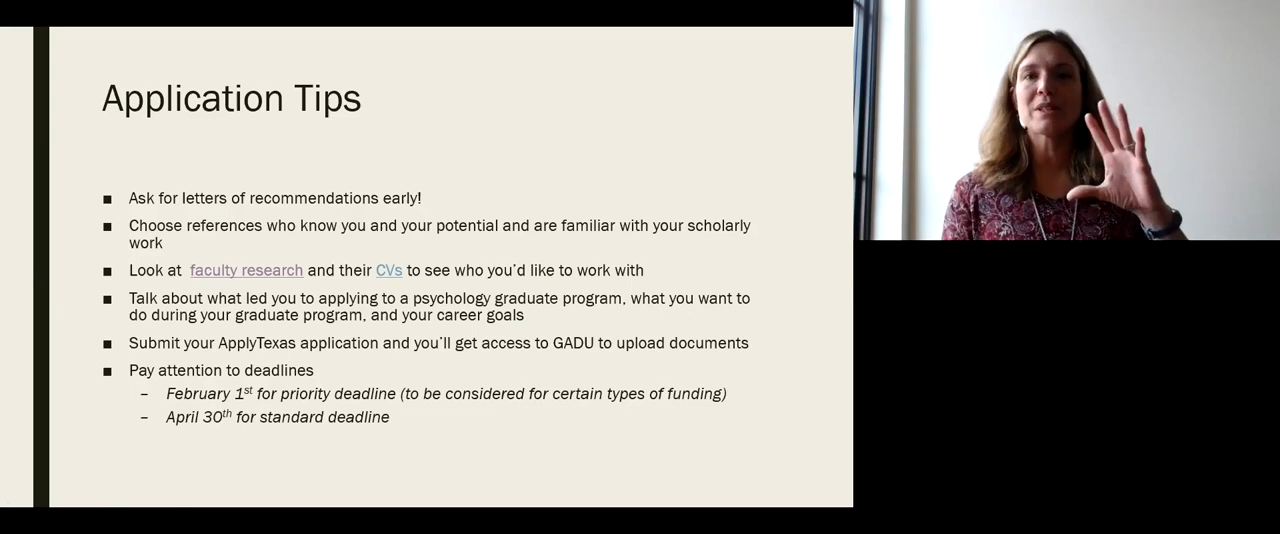 Application Tips
■ Ask for letters of recommendations early!
■ Choose references who know you and your potential and are familiar with your scholarly
work
■ Look at faculty research and their CVs to see who you'd like to work with
■ Talk about what led you to applying to a psychology graduate program, what you want to
do during your graduate program, and your career goals
■ Submit your ApplyTexas application and you'll get access to GADU to upload documents
■ Pay attention to deadlines
– February 1st for priority deadline (to be considered for certain types of funding)
– April 30th for standard deadline